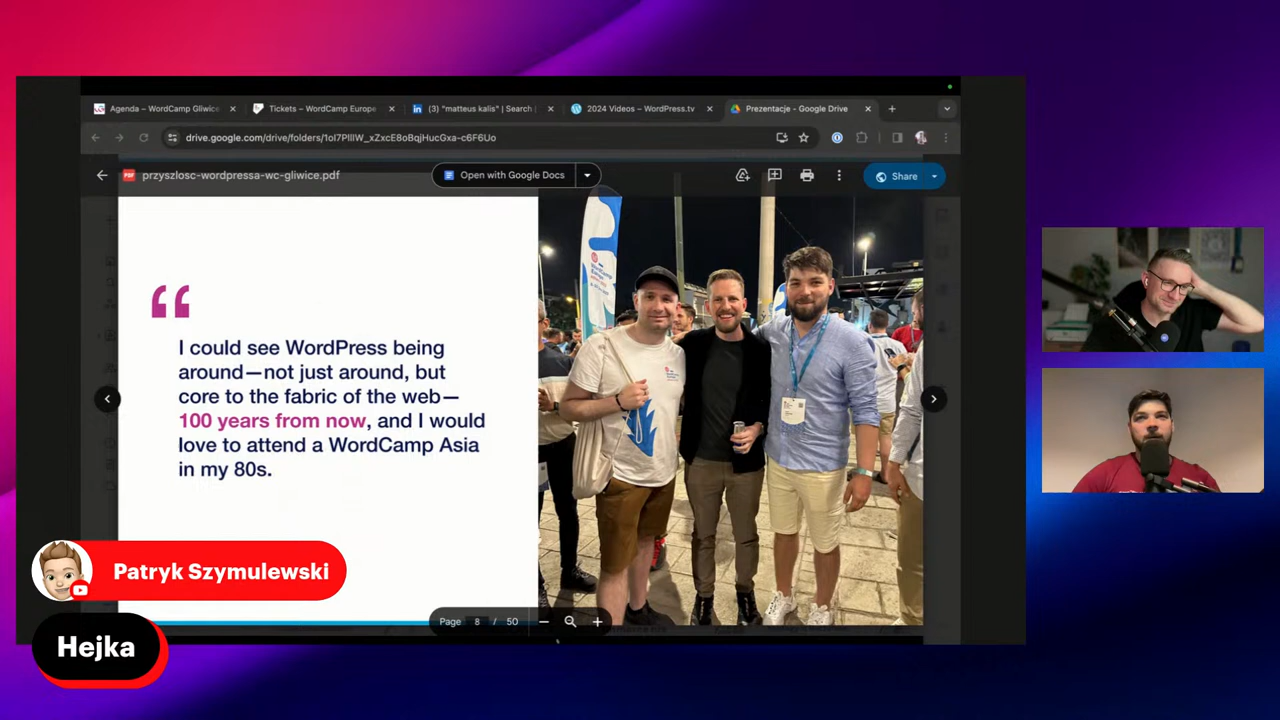 Agenda – WordCamp Gliwice
Tickets – WordCamp Europe
(3) "matteus kalis" | Search |
2024 Videos – WordPress.tv
Prezentacje - Google Drive
drive.google.com/drive/folders/1oI7PIlIW_xZxcE8oBqjHucGxa-c6F6Uo
PDF
przyszlosc-wordpressa-wc-gliwice.pdf
Open with Google Docs
Share
“
I could see WordPress being
around—not just around, but
core to the fabric of the web—
100 years from now, and I would
love to attend a WordCamp Asia
in my 80s.
Patryk Szymulewski
Hejka
Page 8 / 50